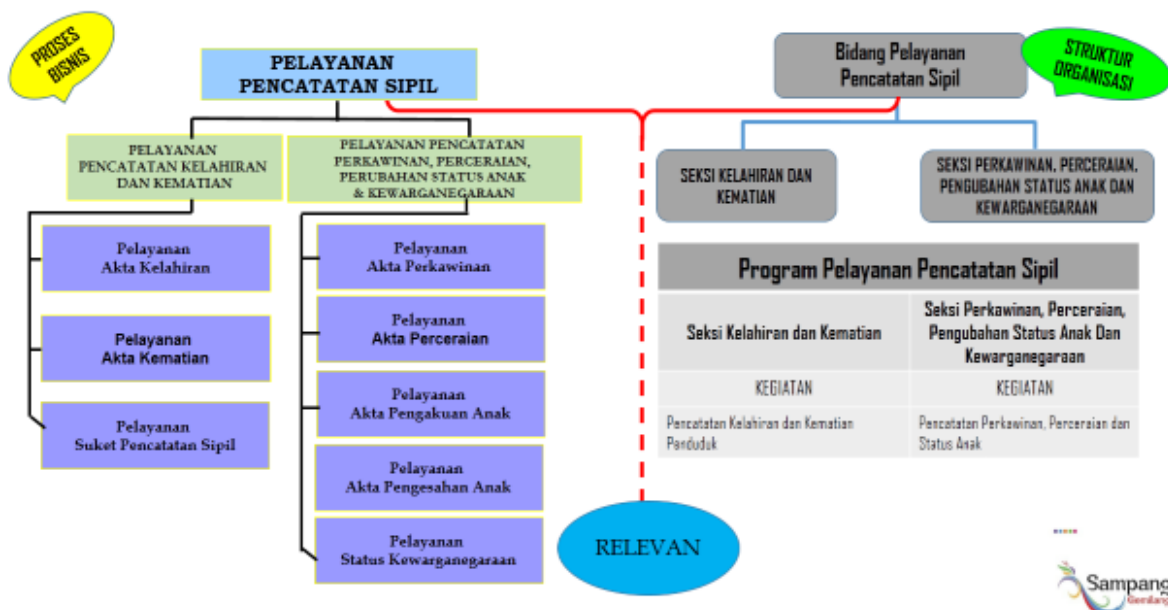 PROSES
BISNIS
PELAYANAN
PENCATATAN SIPIL
PELAYANAN
PENCATATAN KELAHIRAN
DAN KEMATIAN
PELAYANAN PENCATATAN
PERKAWINAN, PERCERAIAN,
PERUBAHAN STATUS ANAK
& KEWARGANEGARAAN
Pelayanan
Akta Kelahiran
Pelayanan
Akta Kematian
Pelayanan
Suket Pencatatan Sipil
Pelayanan
Akta Perkawinan
Pelayanan
Akta Perceraian
Pelayanan
Akta Pengakuan Anak
Pelayanan
Akta Pengesahan Anak
Pelayanan
Status Kewarganegaraan
Bidang Pelayanan
Pencatatan Sipil
STRUKTUR
ORGANISASI
SEKSI KELAHIRAN DAN
KEMATIAN
SEKSI PERKAWINAN, PERCERAIAN,
PENGUBAHAN STATUS ANAK DAN
KEWARGANEGARAAN
Program Pelayanan Pencatatan Sipil
Seksi Kelahiran dan Kematian
Seksi Perkawinan, Perceraian,
Pengubahan Status Anak Dan
Kewarganegaraan
KEGIATAN
KEGIATAN
Pencatatan Kelahiran dan Kematian
Penduduk
Pencatatan Perkawinan, Perceraian dan
Status Anak
RELEVAN
Sampang
Gemilang